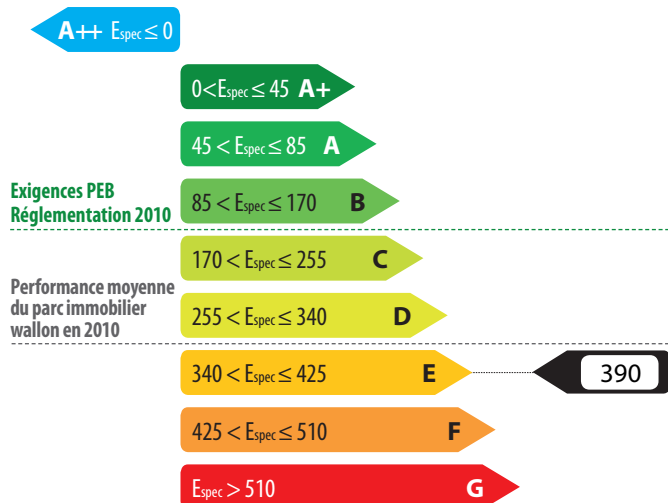 A++ Espec ≤ 0
0 < Espec ≤ 45 A+
45 < Espec ≤ 85 A
Exigences PEB
Réglementation 2010
85 < Espec ≤ 170 B
170 < Espec ≤ 255 C
Performance moyenne
du parc immobilier
wallon en 2010
255 < Espec ≤ 340 D
340 < Espec ≤ 425 E
390
425 < Espec ≤ 510 F
Espec > 510 G